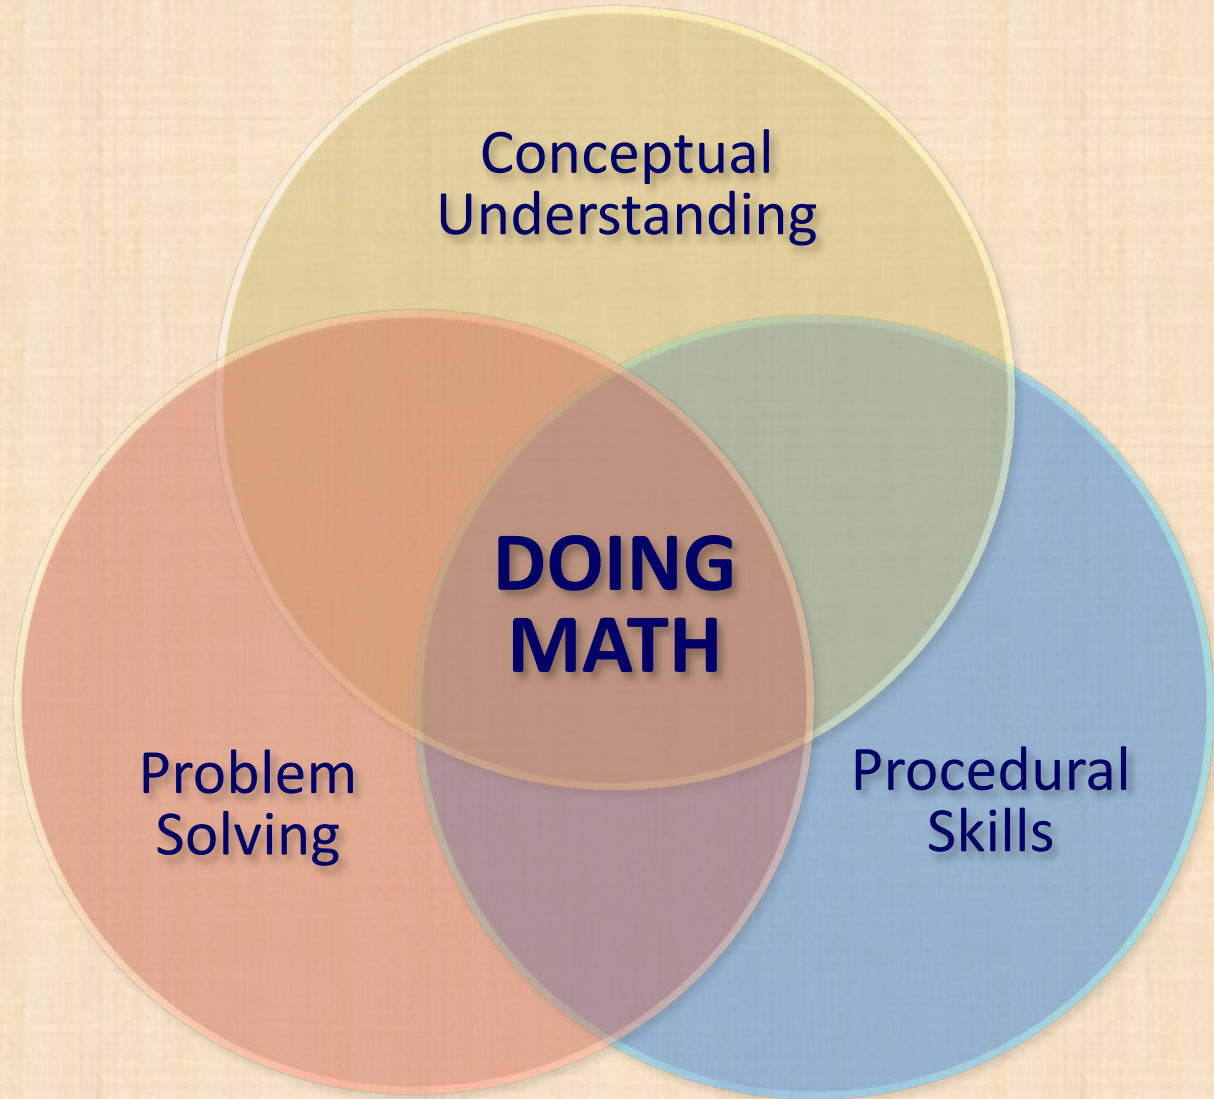 Conceptual
Understanding
DOING
MATH
Problem
Solving
Procedural
Skills